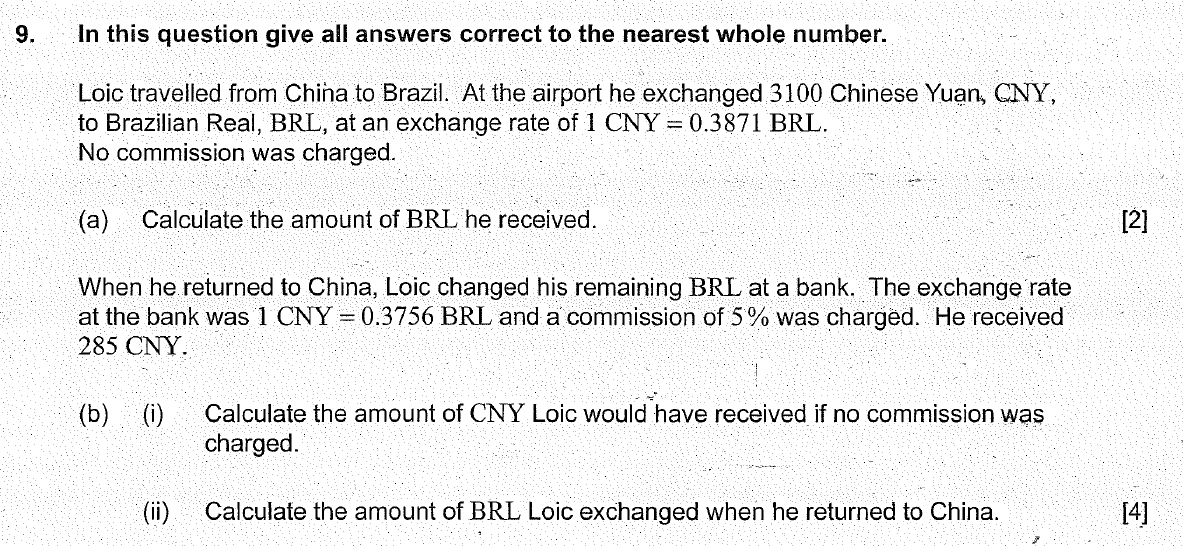 9. In this question give all answers correct to the nearest whole number.
Loic travelled from China to Brazil. At the airport he exchanged 3100 Chinese Yuan, CNY,
to Brazilian Real, BRL, at an exchange rate of 1 CNY = 0.3871 BRL.
No commission was charged.
(a) Calculate the amount of BRL he received. [2]
When he returned to China, Loic changed his remaining BRL at a bank. The exchange rate
at the bank was 1 CNY = 0.3756 BRL and a commission of 5% was charged. He received
285 CNY.
(b) (i) Calculate the amount of CNY Loic would have received if no commission was
charged.
(ii) Calculate the amount of BRL Loic exchanged when he returned to China. [4]